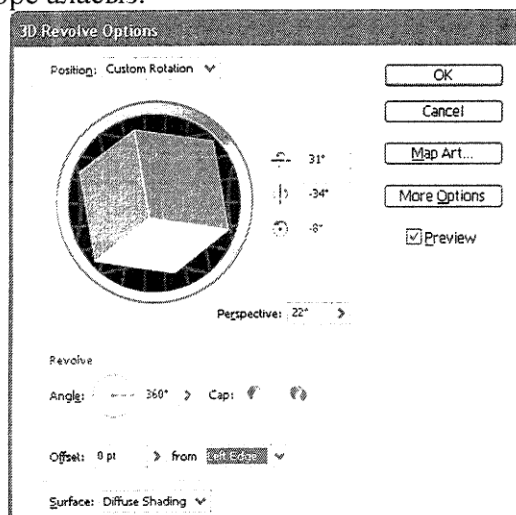 3D Revolve Options
Position: Custom Rotation
OK
Cancel
31°
Map Art...
-34°
More Options
-8°
Preview
Perspective: 22°
Revolve
Angle: 360° Cap:
Offset: 0 pt from Left Edge
Surface: Diffuse Shading